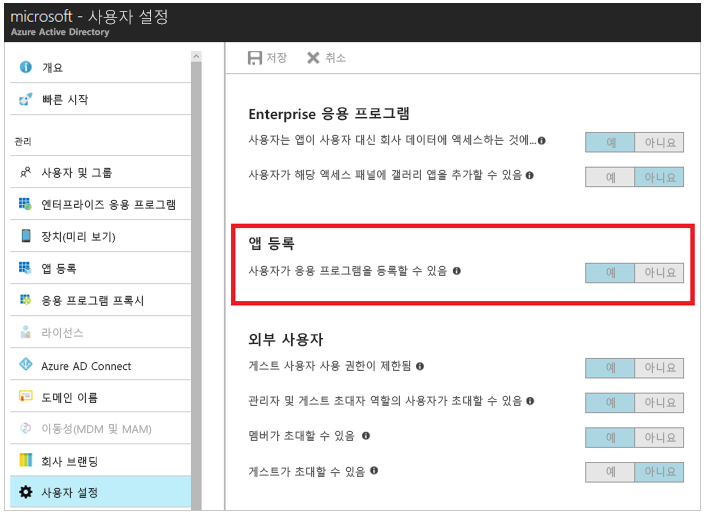 microsoft - 사용자 설정
Azure Active Directory
개요
빠른 시작
관리
사용자 및 그룹
엔터프라이즈 응용 프로그램
장치(미리 보기)
앱 등록
응용 프로그램 프록시
라이선스
Azure AD Connect
도메인 이름
이동성(MDM 및 MAM)
회사 브랜딩
사용자 설정
저장 취소
Enterprise 응용 프로그램
사용자는 앱이 사용자 대신 회사 데이터에 액세스하는 것에... 예 아니요
사용자가 해당 액세스 패널에 갤러리 앱을 추가할 수 있음 예 아니요
앱 등록
사용자가 응용 프로그램을 등록할 수 있음 예 아니요
외부 사용자
게스트 사용자 사용 권한이 제한됨 예 아니요
관리자 및 게스트 초대자 역할의 사용자가 초대할 수 있음 예 아니요
멤버가 초대할 수 있음 예 아니요
게스트가 초대할 수 있음 예 아니요